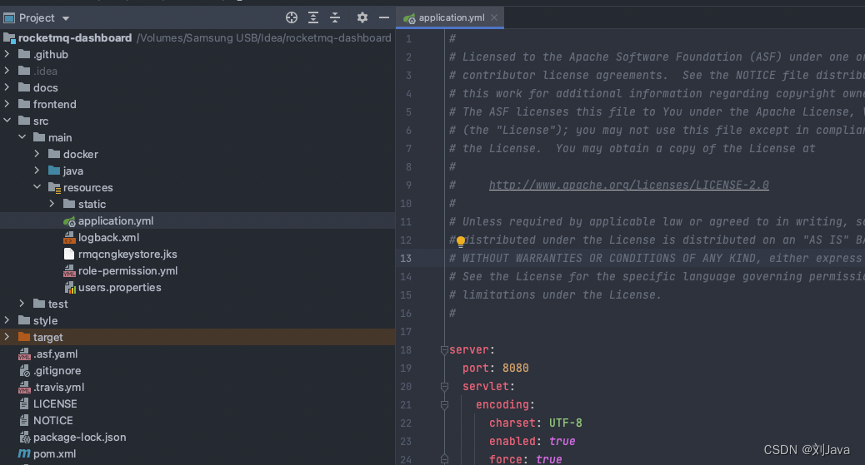 Project
rocketmq-dashboard /Volumes/Samsung USB/Idea/rocketmq-dashboard
.github
.idea
docs
frontend
src
main
docker
java
resources
static
application.yml
logback.xml
rmqcngkeystore.jks
role-permission.yml
users.properties
test
style
target
.asf.yaml
.gitignore
.travis.yml
LICENSE
NOTICE
package-lock.json
pom.xml
application.yml
1 #
2 # Licensed to the Apache Software Foundation (ASF) under one or
3 # contributor license agreements. See the NOTICE file distribu
4 # this work for additional information regarding copyright owne
5 # The ASF licenses this file to You under the Apache License, V
6 # (the "License"); you may not use this file except in complian
7 # the License. You may obtain a copy of the License at
8 #
9 # http://www.apache.org/licenses/LICENSE-2.0
10 #
11 # Unless required by applicable law or agreed to in writing, so
12 # distributed under the License is distributed on an "AS IS" BA
13 # WITHOUT WARRANTIES OR CONDITIONS OF ANY KIND, either express
14 # See the License for the specific language governing permissio
15 # limitations under the License.
16 #
17
18 server:
19 port: 8080
20 servlet:
21 encoding:
22 charset: UTF-8
23 enabled: true
24 force: true
CSDN @刘Java